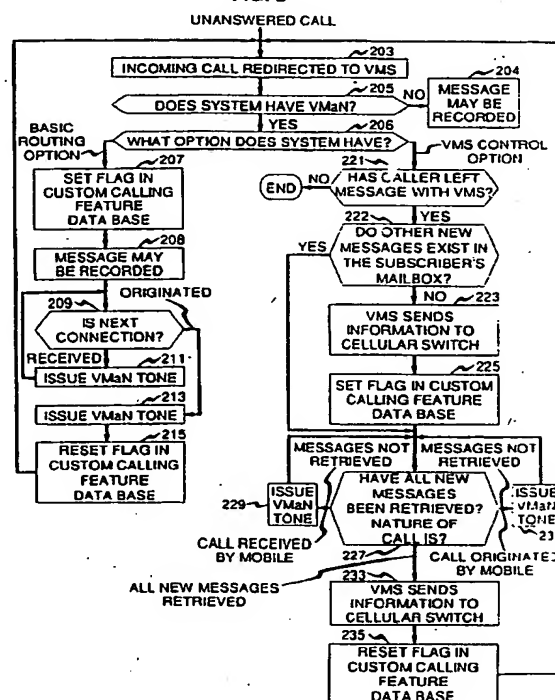 UNANSWERED CALL
203
INCOMING CALL REDIRECTED TO VMS
204
MESSAGE
MAY BE
RECORDED
205
DOES SYSTEM HAVE VMaN?
NO
YES
206
WHAT OPTION DOES SYSTEM HAVE?
BASIC
ROUTING
OPTION
207
SET FLAG IN
CUSTOM CALLING
FEATURE
DATA BASE
208
MESSAGE MAY
BE RECORDED
209
ORIGINATED
IS NEXT
CONNECTION?
RECEIVED
211
ISSUE VMaN TONE
213
ISSUE VMaN TONE
215
RESET FLAG IN
CUSTOM CALLING
FEATURE
DATA BASE
VMS CONTROL
OPTION
221
HAS CALLER LEFT
MESSAGE WITH VMS?
NO
END
YES
222
DO OTHER NEW
MESSAGES EXIST IN
THE SUBSCRIBER'S
MAILBOX?
YES
NO
223
VMS SENDS
INFORMATION TO
CELLULAR SWITCH
225
SET FLAG IN CUSTOM
CALLING FEATURE
DATA BASE
MESSAGES NOT
RETRIEVED
MESSAGES NOT
RETRIEVED
HAVE ALL NEW
MESSAGES
BEEN RETRIEVED?
NATURE OF
CALL IS?
229
ISSUE
VMaN
TONE
ISSUE
VMaN
TONE
CALL RECEIVED
BY MOBILE
227
CALL ORIGINATED
BY MOBILE
ALL NEW MESSAGES
RETRIEVED
233
VMS SENDS
INFORMATION TO
CELLULAR SWITCH
235
RESET FLAG IN
CUSTOM CALLING
FEATURE
DATA BASE